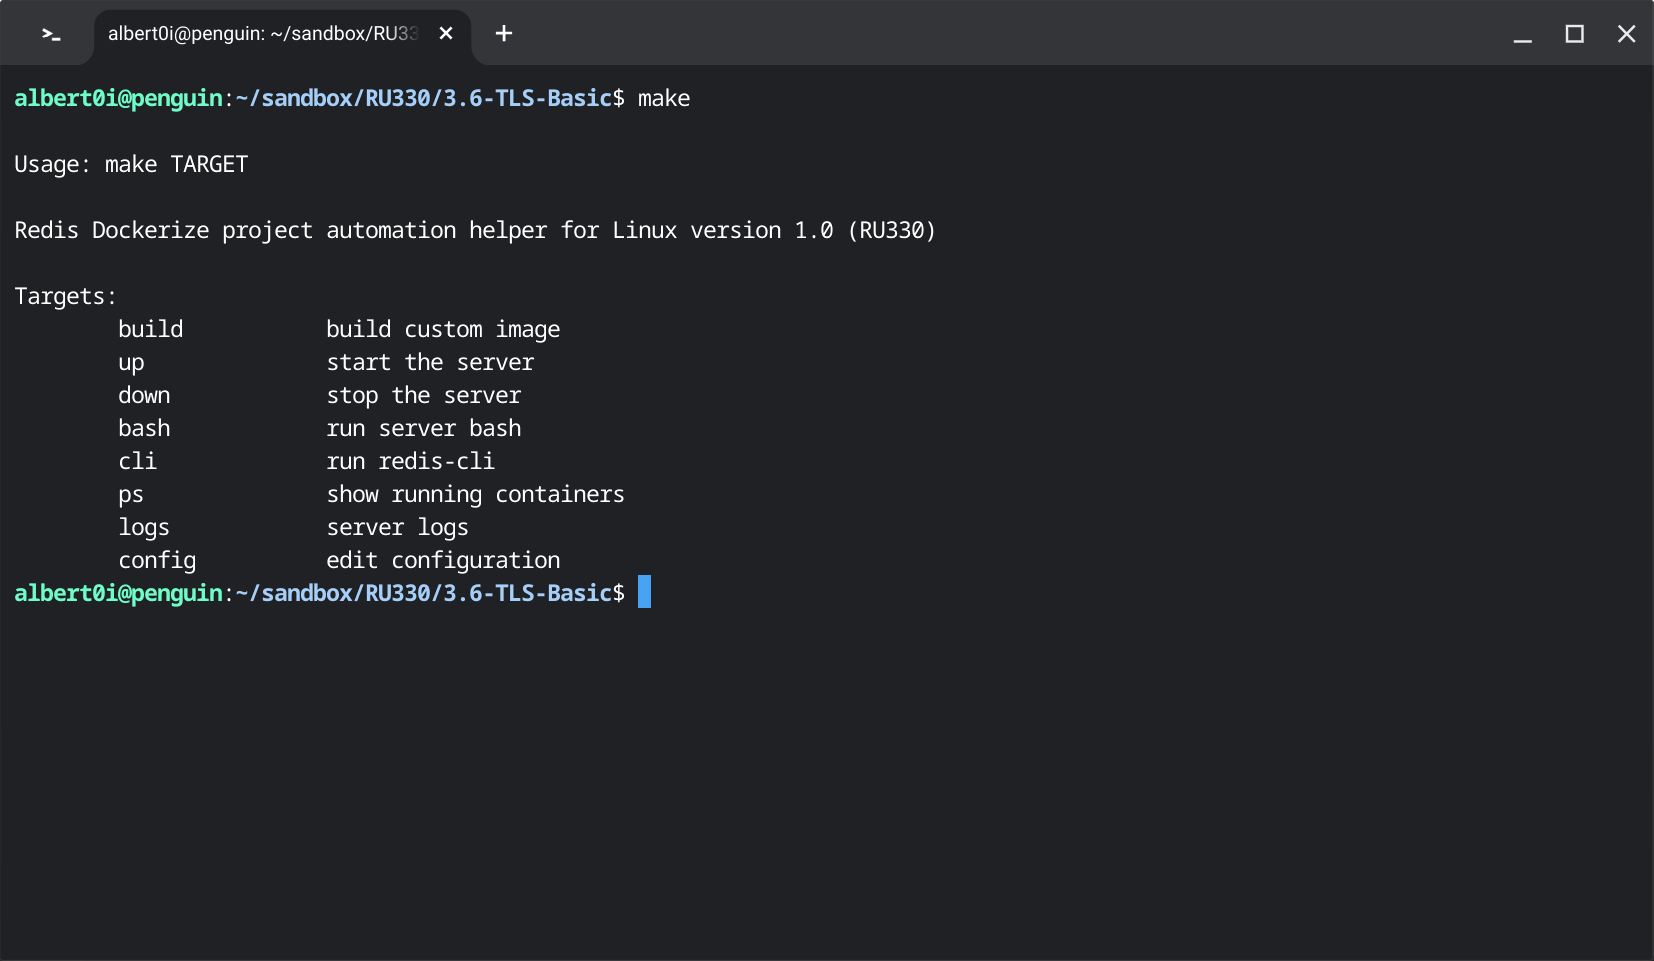 albert0i@penguin: ~/sandbox/RU33
albert0i@penguin:~/sandbox/RU330/3.6-TLS-Basic$ make
Usage: make TARGET
Redis Dockerize project automation helper for Linux version 1.0 (RU330)
Targets:
build build custom image
up start the server
down stop the server
bash run server bash
cli run redis-cli
ps show running containers
logs server logs
config edit configuration
albert0i@penguin:~/sandbox/RU330/3.6-TLS-Basic$